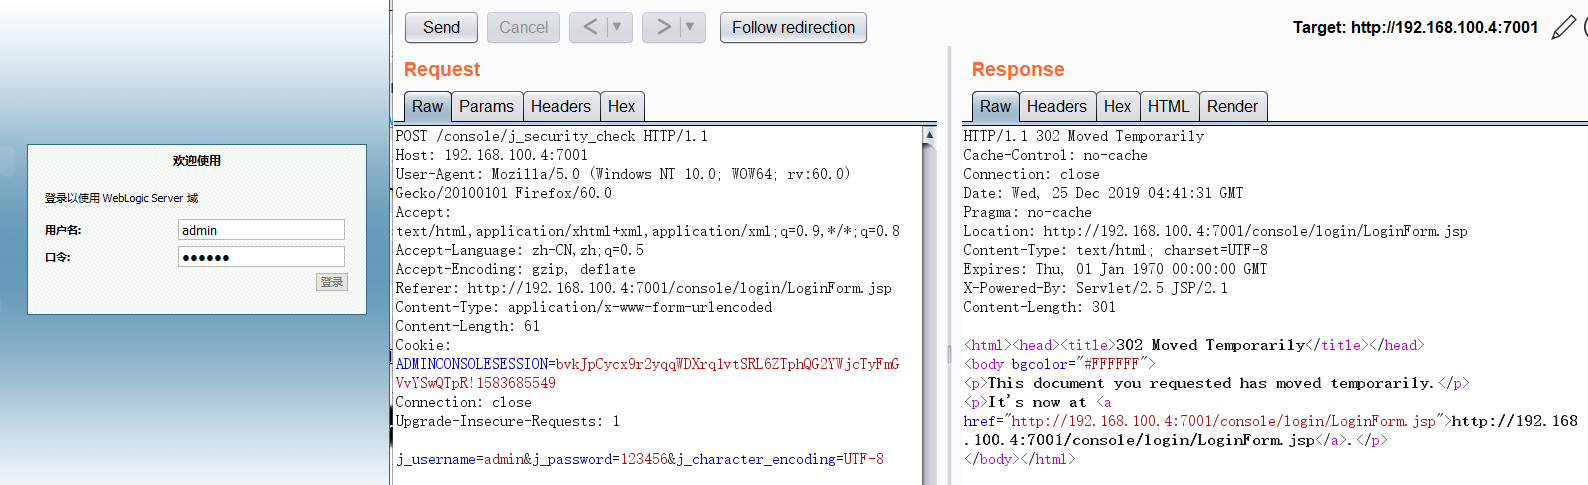 欢迎使用
登录以使用 WebLogic Server 域
用户名:
admin
口令:
●●●●●●
登录
Send
Cancel
< ▼
> ▼
Follow redirection
Target: http://192.168.100.4:7001
Request
Raw Params Headers Hex
POST /console/j_security_check HTTP/1.1
Host: 192.168.100.4:7001
User-Agent: Mozilla/5.0 (Windows NT 10.0; WOW64; rv:60.0)
Gecko/20100101 Firefox/60.0
Accept:
text/html,application/xhtml+xml,application/xml;q=0.9,*/*;q=0.8
Accept-Language: zh-CN,zh;q=0.5
Accept-Encoding: gzip, deflate
Referer: http://192.168.100.4:7001/console/login/LoginForm.jsp
Content-Type: application/x-www-form-urlencoded
Content-Length: 61
Cookie:
ADMINCONSOLESESSION=bvkJpCycx9r2yqqWDXrq1vtSRL6ZTphQG2YWjcTyFmG
VvYSwQTpR!1583685549
Connection: close
Upgrade-Insecure-Requests: 1
j_username=admin&j_password=123456&j_character_encoding=UTF-8
Response
Raw Headers Hex HTML Render
HTTP/1.1 302 Moved Temporarily
Cache-Control: no-cache
Connection: close
Date: Wed, 25 Dec 2019 04:41:31 GMT
Pragma: no-cache
Location: http://192.168.100.4:7001/console/login/LoginForm.jsp
Content-Type: text/html; charset=UTF-8
Expires: Thu, 01 Jan 1970 00:00:00 GMT
X-Powered-By: Servlet/2.5 JSP/2.1
Content-Length: 301
<html><head><title>302 Moved Temporarily</title></head>
<body bgcolor="#FFFFFF">
<p>This document you requested has moved temporarily.</p>
<p>It's now at <a
href="http://192.168.100.4:7001/console/login/LoginForm.jsp">http://192.168
.100.4:7001/console/login/LoginForm.jsp</a>.</p>
</body></html>